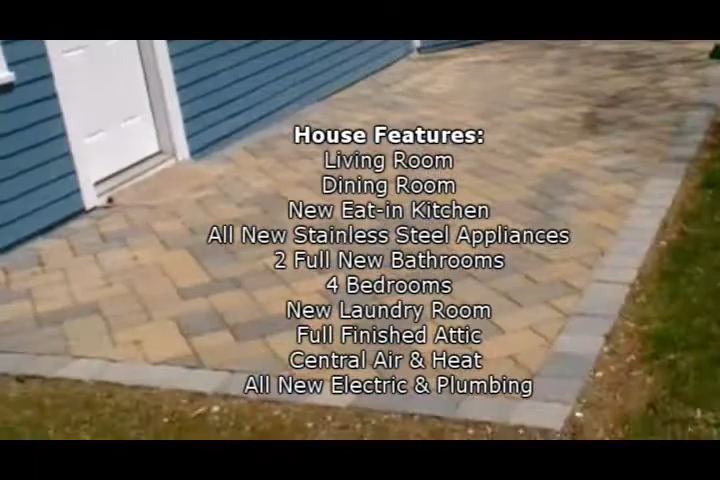 House Features:
Living Room
Dining Room
New Eat-in Kitchen
All New Stainless Steel Appliances
2 Full New Bathrooms
4 Bedrooms
New Laundry Room
Full Finished Attic
Central Air & Heat
All New Electric & Plumbing